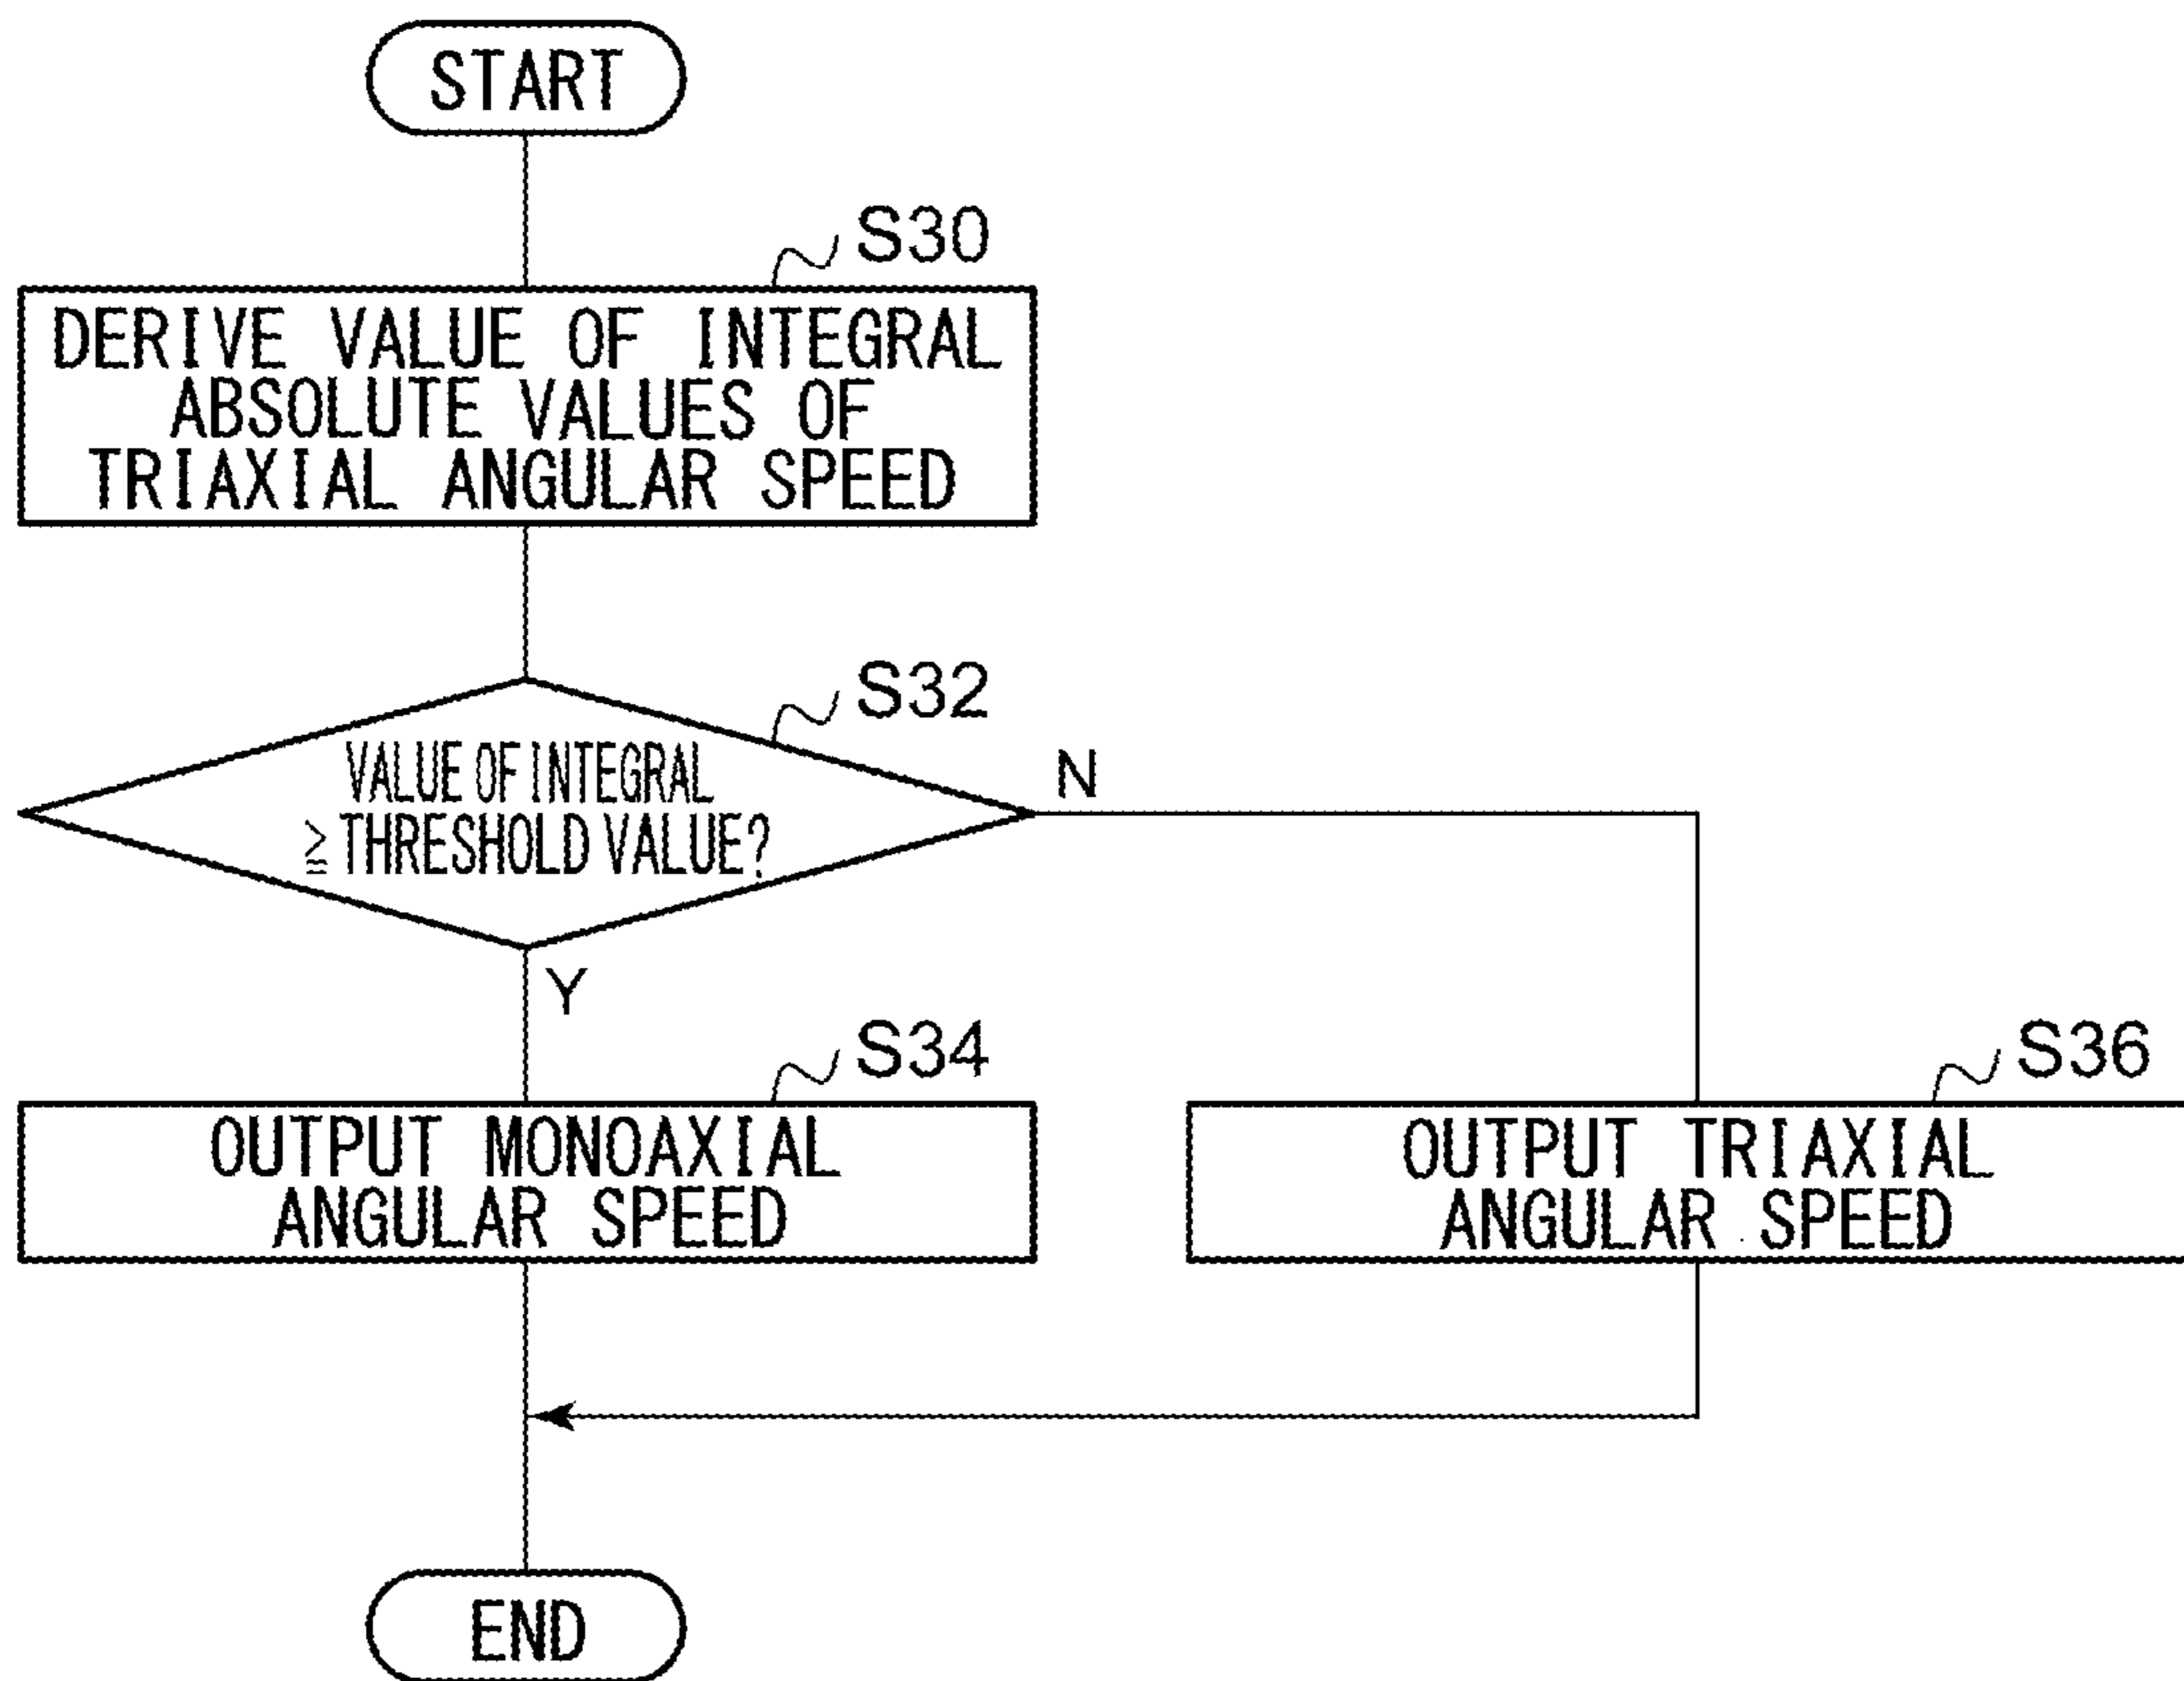 START
S30
DERIVE VALUE OF INTEGRAL
ABSOLUTE VALUES OF
TRIAXIAL ANGULAR SPEED
S32
VALUE OF INTEGRAL
≧ THRESHOLD VALUE?
N
Y
S34
OUTPUT MONOAXIAL
ANGULAR SPEED
S36
OUTPUT TRIAXIAL
ANGULAR SPEED
END